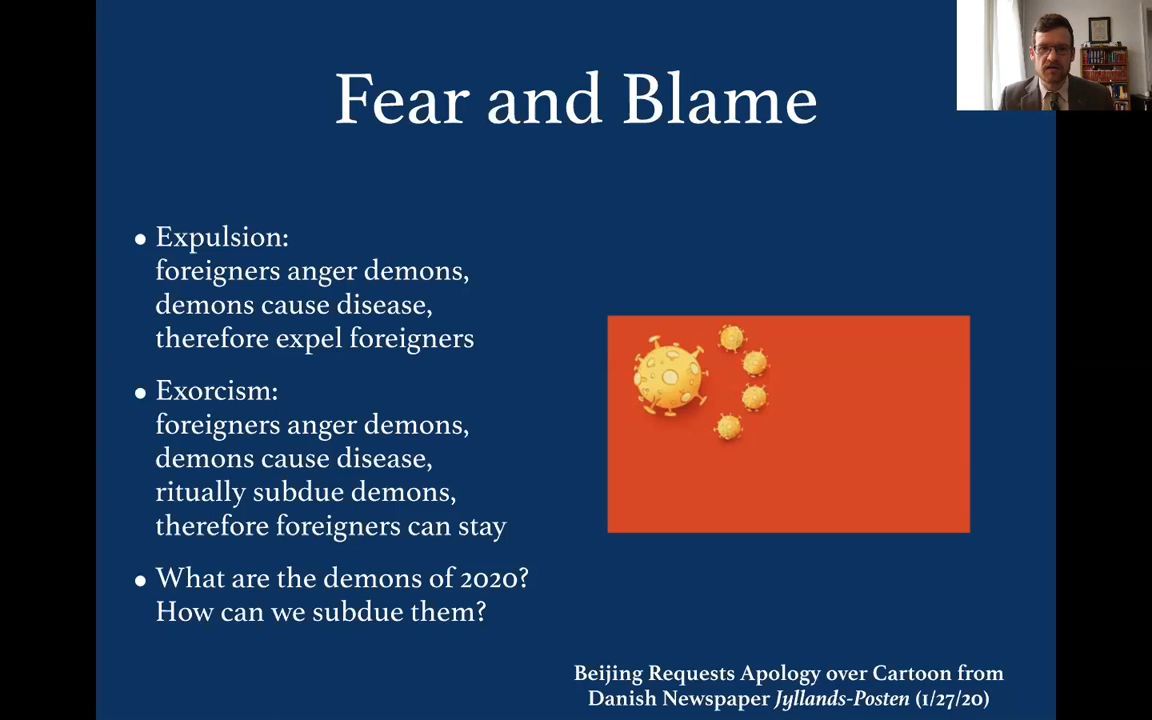 Fear and Blame
• Expulsion:
foreigners anger demons,
demons cause disease,
therefore expel foreigners
• Exorcism:
foreigners anger demons,
demons cause disease,
ritually subdue demons,
therefore foreigners can stay
• What are the demons of 2020?
How can we subdue them?
Beijing Requests Apology over Cartoon from
Danish Newspaper Jyllands-Posten (1/27/20)